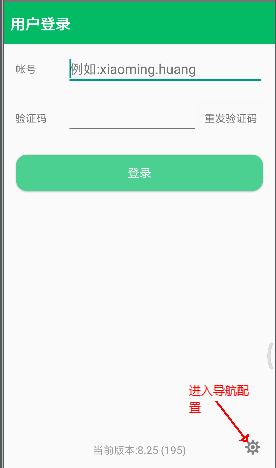 用户登录
帐号 例如:xiaoming.huang
验证码 重发验证码
登录
进入导航配
置
当前版本:8.25 (195)